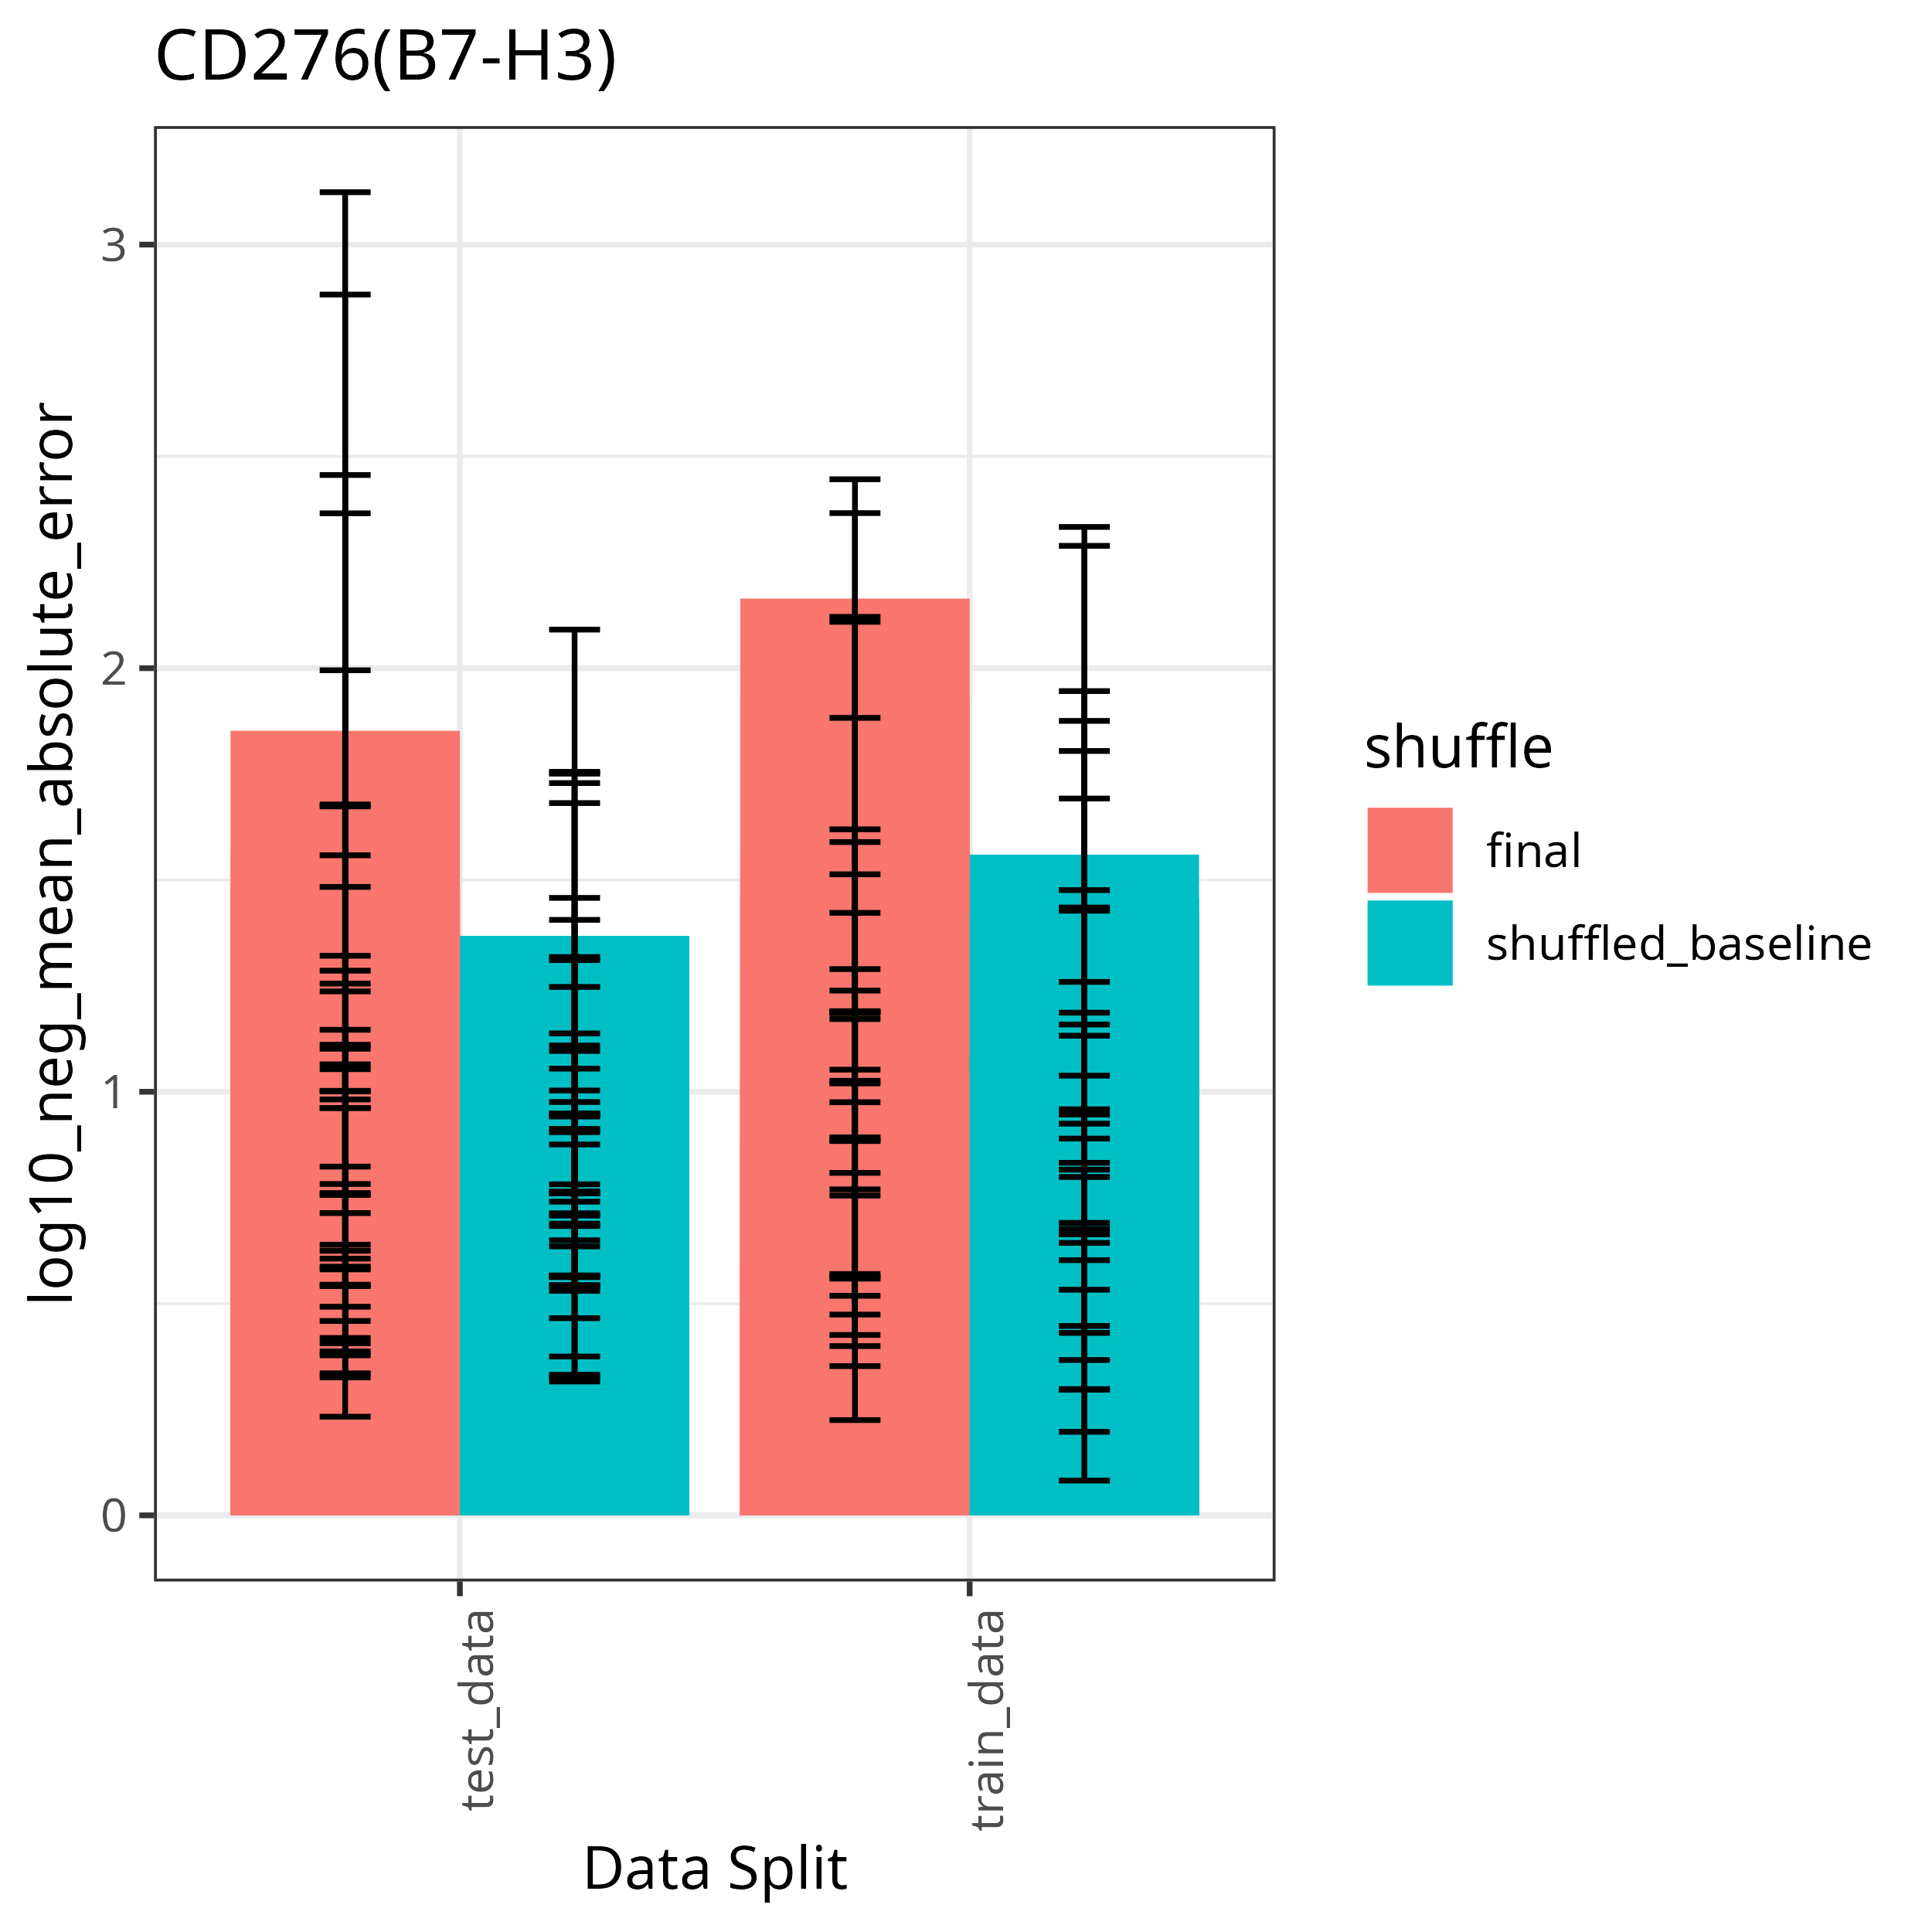 CD276(B7-H3)
log10_neg_mean_absolute_error
3
2
1
0
test_data
train_data
Data Split
shuffle
final
shuffled_baseline